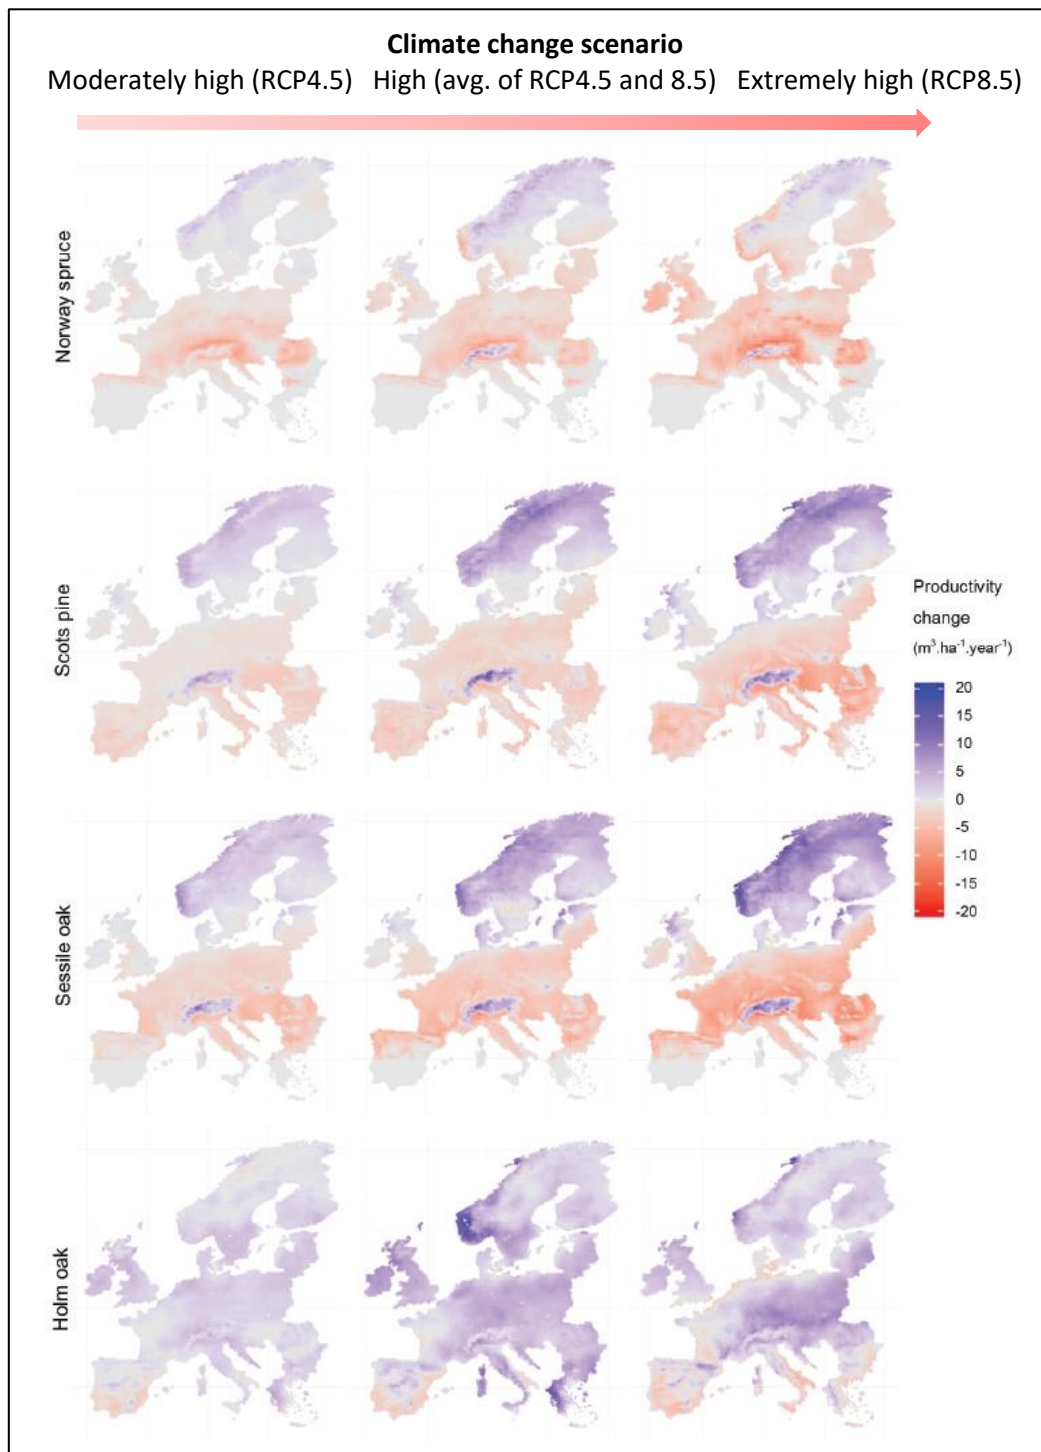 Climate change scenario
Moderately high (RCP4.5) High (avg. of RCP4.5 and 8.5) Extremely high (RCP8.5)
Norway spruce
Scots pine
Sessile oak
Holm oak
Productivity
change
(m³.ha⁻¹.year⁻¹)
20
15
10
5
0
-5
-10
-15
-20